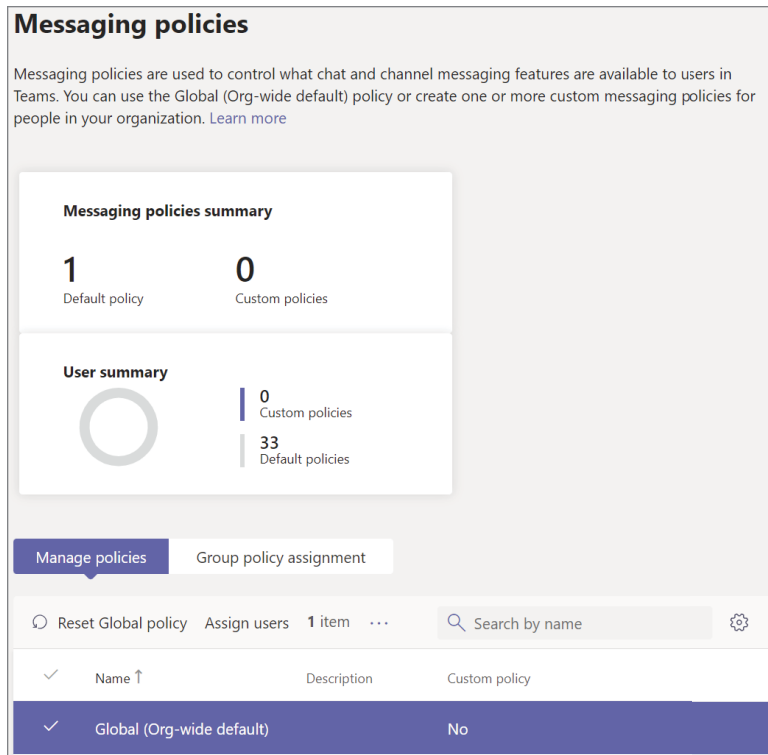 Messaging policies
Messaging policies are used to control what chat and channel messaging features are available to users in
Teams. You can use the Global (Org-wide default) policy or create one or more custom messaging policies for
people in your organization. Learn more
Messaging policies summary
1 0
Default policy Custom policies
User summary
0
Custom policies
33
Default policies
Manage policies Group policy assignment
Reset Global policy Assign users 1 item ··· Search by name
Name ↑ Description Custom policy
Global (Org-wide default) No